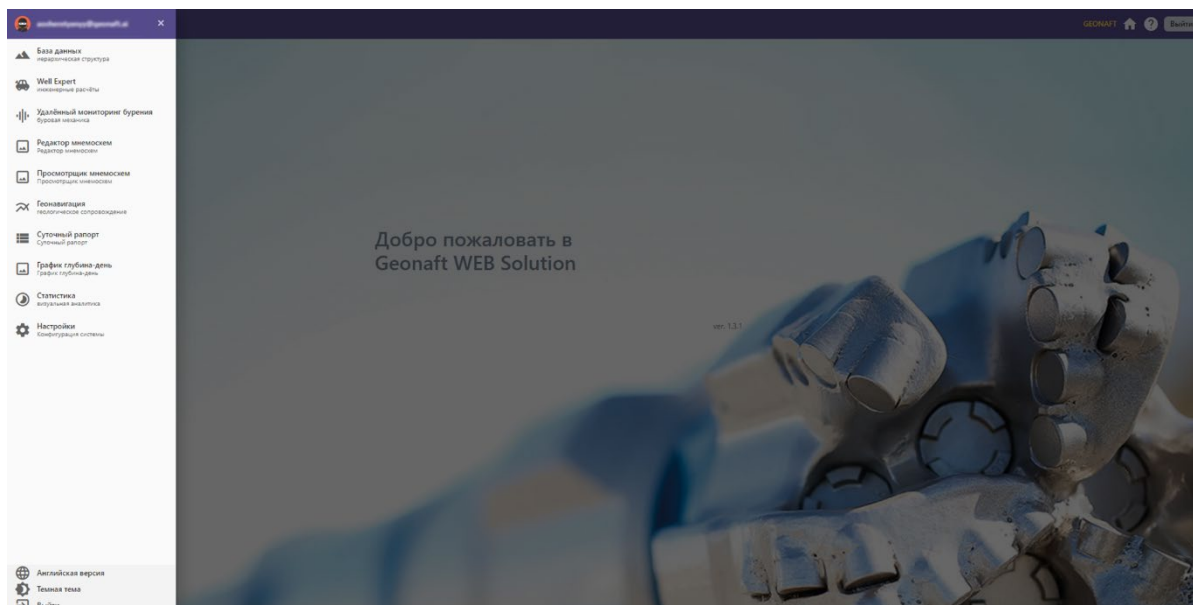 ×
GEONAFT
?
База данных
иерархическая структура
Well Expert
инженерные расчёты
Удалённый мониторинг бурения
буровая механика
Редактор мнемосхем
Редактор мнемосхем
Просмотрщик мнемосхем
Просмотрщик мнемосхем
Геонавигация
геологическое сопровождение
Суточный рапорт
Суточный рапорт
График глубина-день
График глубина-день
Статистика
визуальная аналитика
Настройки
Конфигурация системы
Добро пожаловать в
Geonaft WEB Solution
ver. 1.3.1
Английская версия
Темная тема